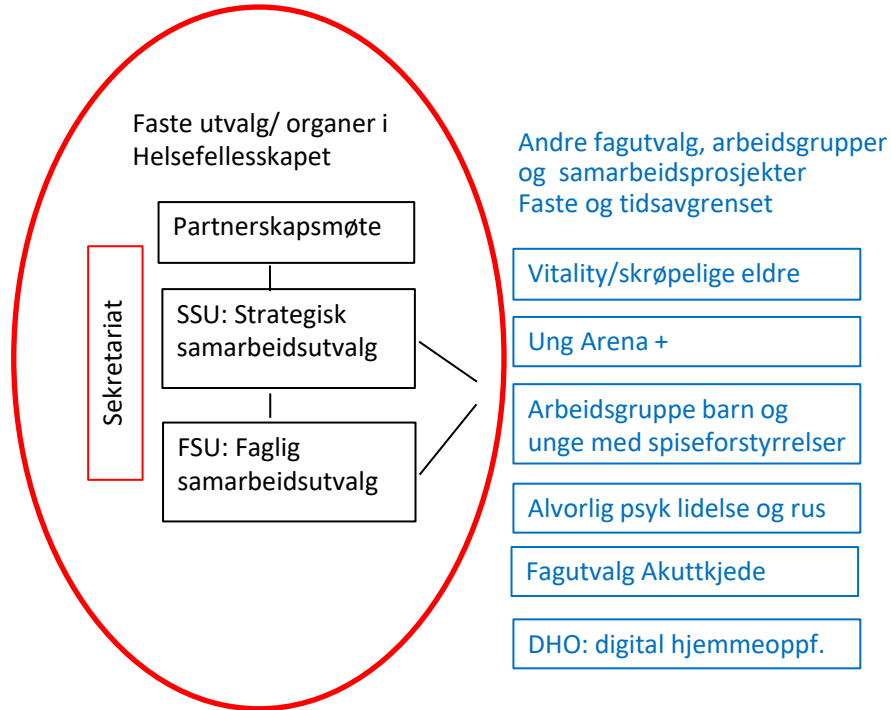 Faste utvalg/ organer i
Helsefellesskapet
Partnerskapsmøte
Sekretariat
SSU: Strategisk
samarbeidsutvalg
FSU: Faglig
samarbeidsutvalg
Andre fagutvalg, arbeidsgrupper
og samarbeidsprosjekter
Faste og tidsavgrenset
Vitality/skrøpelige eldre
Ung Arena +
Arbeidsgruppe barn og
unge med spiseforstyrrelser
Alvorlig psyk lidelse og rus
Fagutvalg Akuttkjede
DHO: digital hjemmeoppf.